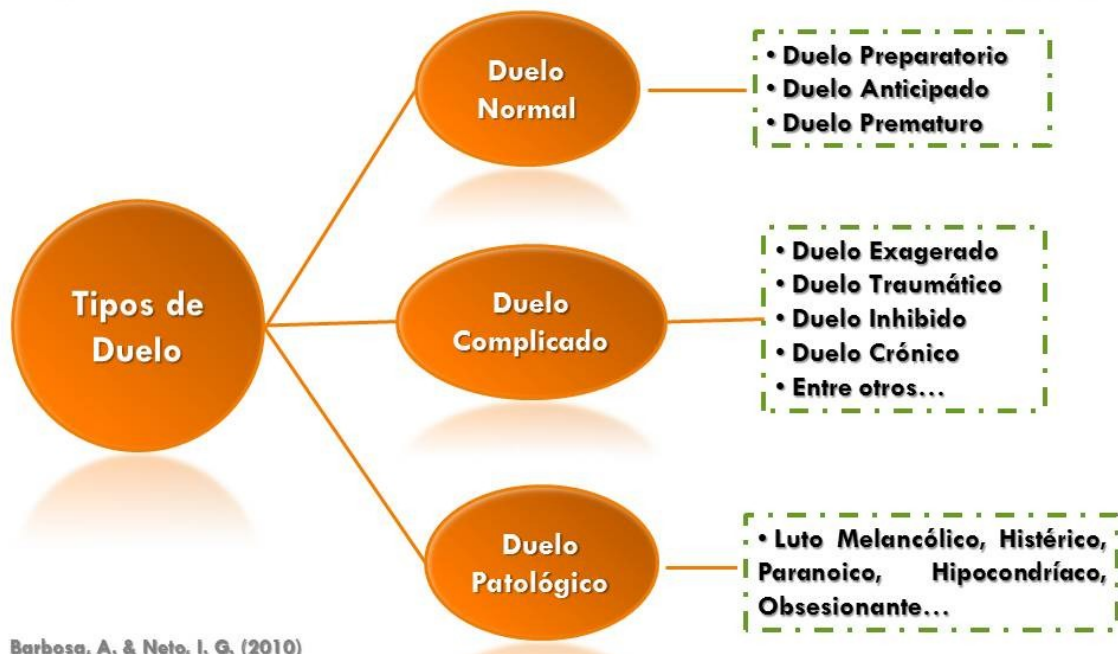 Tipos de
Duelo
Duelo
Normal
• Duelo Preparatorio
• Duelo Anticipado
• Duelo Prematuro
Duelo
Complicado
• Duelo Exagerado
• Duelo Traumático
• Duelo Inhibido
• Duelo Crónico
• Entre otros...
Duelo
Patológico
• Luto Melancólico, Histérico,
Paranoico, Hipocondríaco,
Obsesionante...
Barbosa, A. & Neto, I. G. (2010)